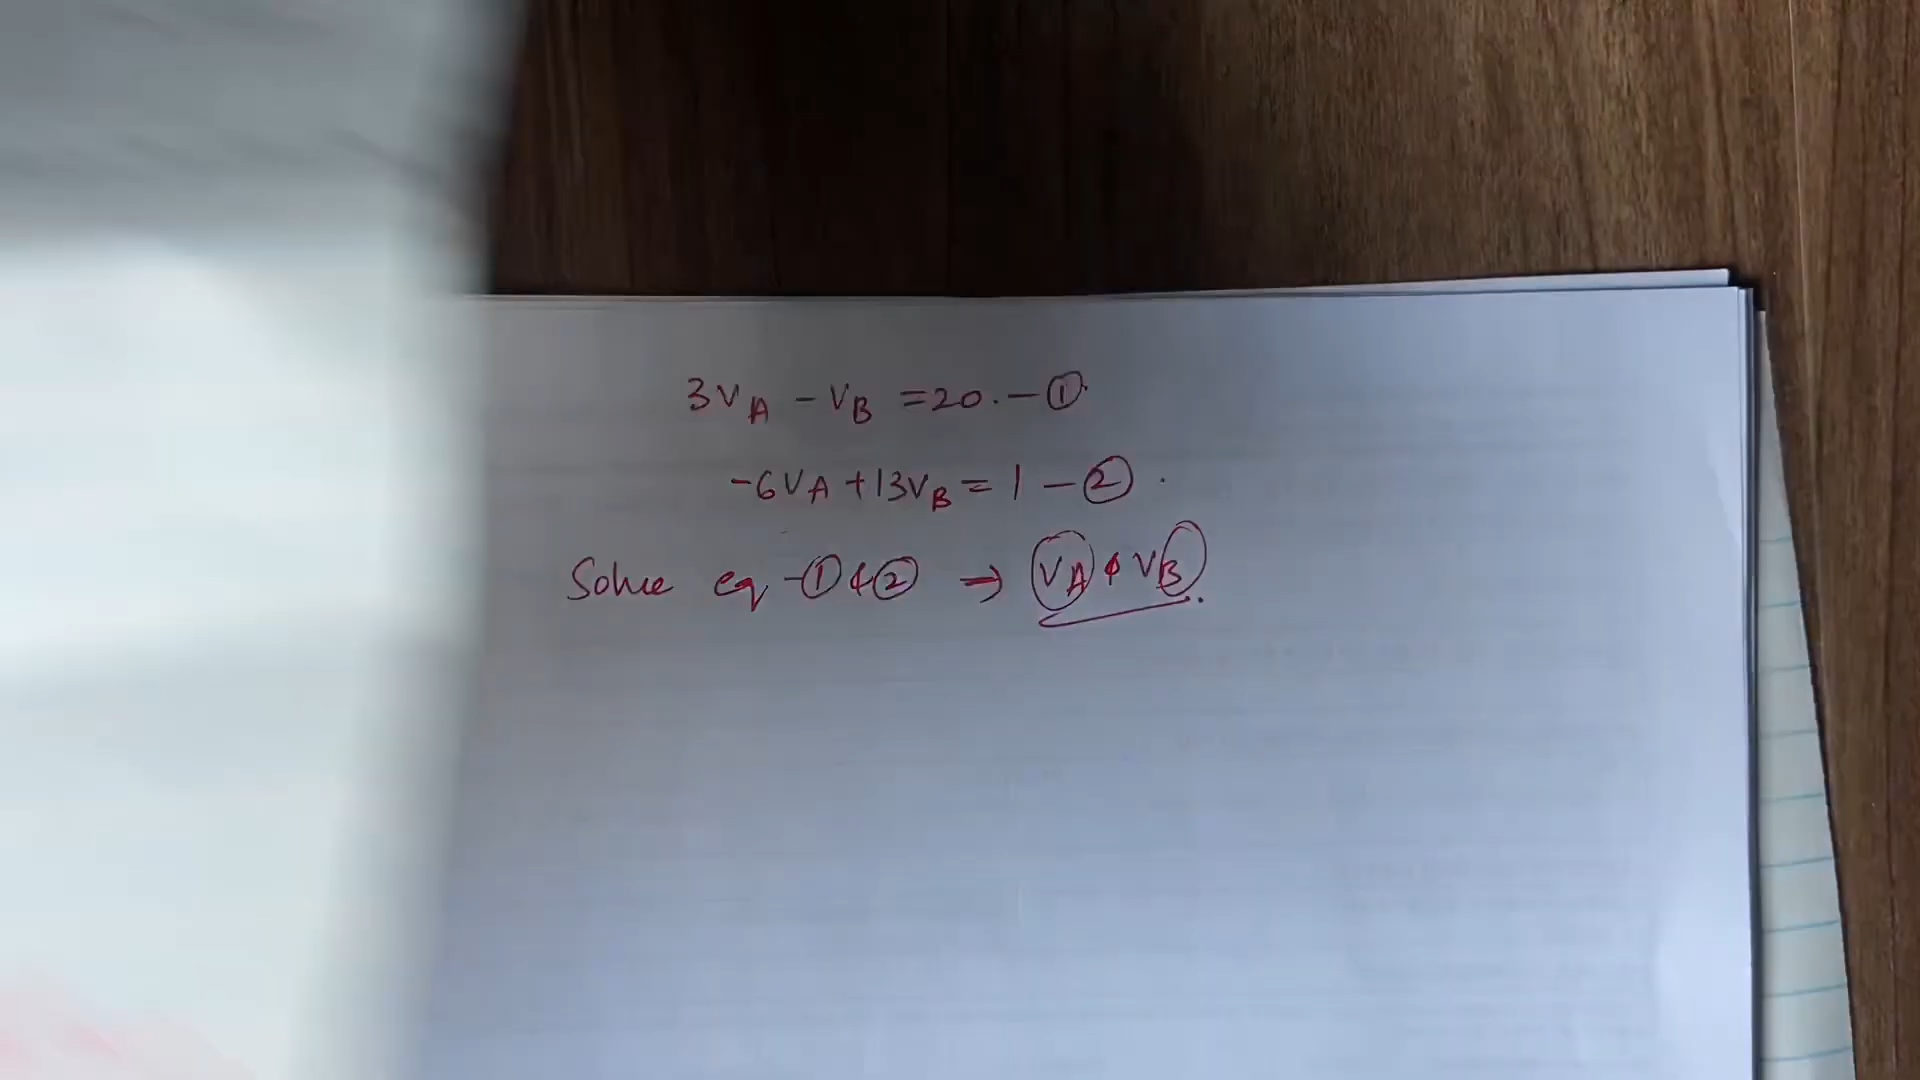 3VA - VB = 20. - ①
-6VA + 13VB = 1 - ② .
Solve eq - ① & ② → VA & VB.